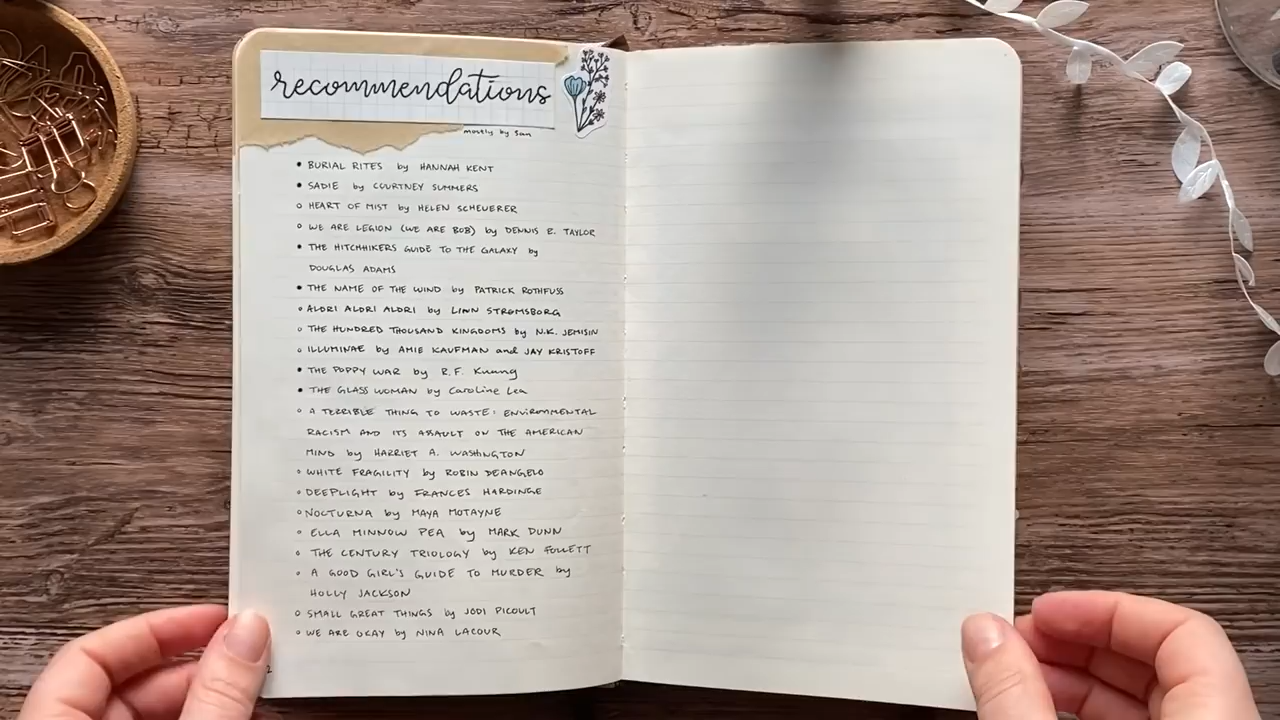 recommendations
mostly by San
• BURIAL RITES by HANNAH KENT
• SADIE by COURTNEY SUMMERS
○ HEART OF MIST by HELEN SCHEUERER
○ WE ARE LEGION (WE ARE BOB) by DENNIS E. TAYLOR
• THE HITCHHIKERS GUIDE TO THE GALAXY by
DOUGLAS ADAMS
• THE NAME OF THE WIND by PATRICK ROTHFUSS
○ ALDRI ALDRI ALDRI by LINN STRØMSBORG
○ THE HUNDRED THOUSAND KINGDOMS by N.K. JEMISIN
○ ILLUMINAE by AMIE KAUFMAN and JAY KRISTOFF
• THE POPPY WAR by R.F. Kuang
• THE GLASS WOMAN by Caroline Lea
○ A TERRIBLE THING TO WASTE: ENVIRONMENTAL
RACISM AND ITS ASSAULT ON THE AMERICAN
MIND by HARRIET A. WASHINGTON
○ WHITE FRAGILITY by ROBIN DEANGELO
○ DEEPLIGHT by FRANCES HARDINGE
○ NOCTURNA by MAYA MOTAYNE
○ ELLA MINNOW PEA by MARK DUNN
○ THE CENTURY TRIOLOGY by KEN FOLLETT
○ A GOOD GIRL'S GUIDE TO MURDER by
HOLLY JACKSON
○ SMALL GREAT THINGS by JODI PICOULT
○ WE ARE OKAY by NINA LACOUR
2